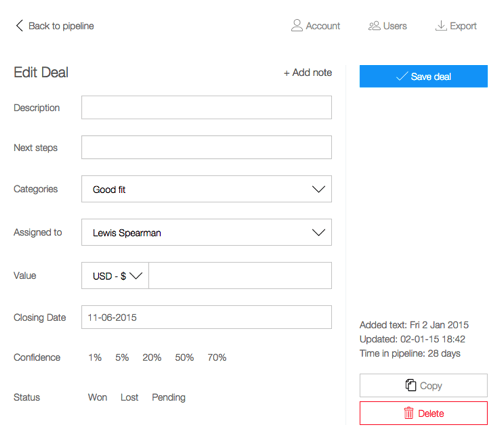 Back to pipeline
Account
Users
Export
Edit Deal
+ Add note
Save deal
Description
Next steps
Categories
Good fit
Assigned to
Lewis Spearman
Value
USD - $
Closing Date
11-06-2015
Confidence
1% 5% 20% 50% 70%
Status
Won Lost Pending
Added text: Fri 2 Jan 2015
Updated: 02-01-15 18:42
Time in pipeline: 28 days
Copy
Delete